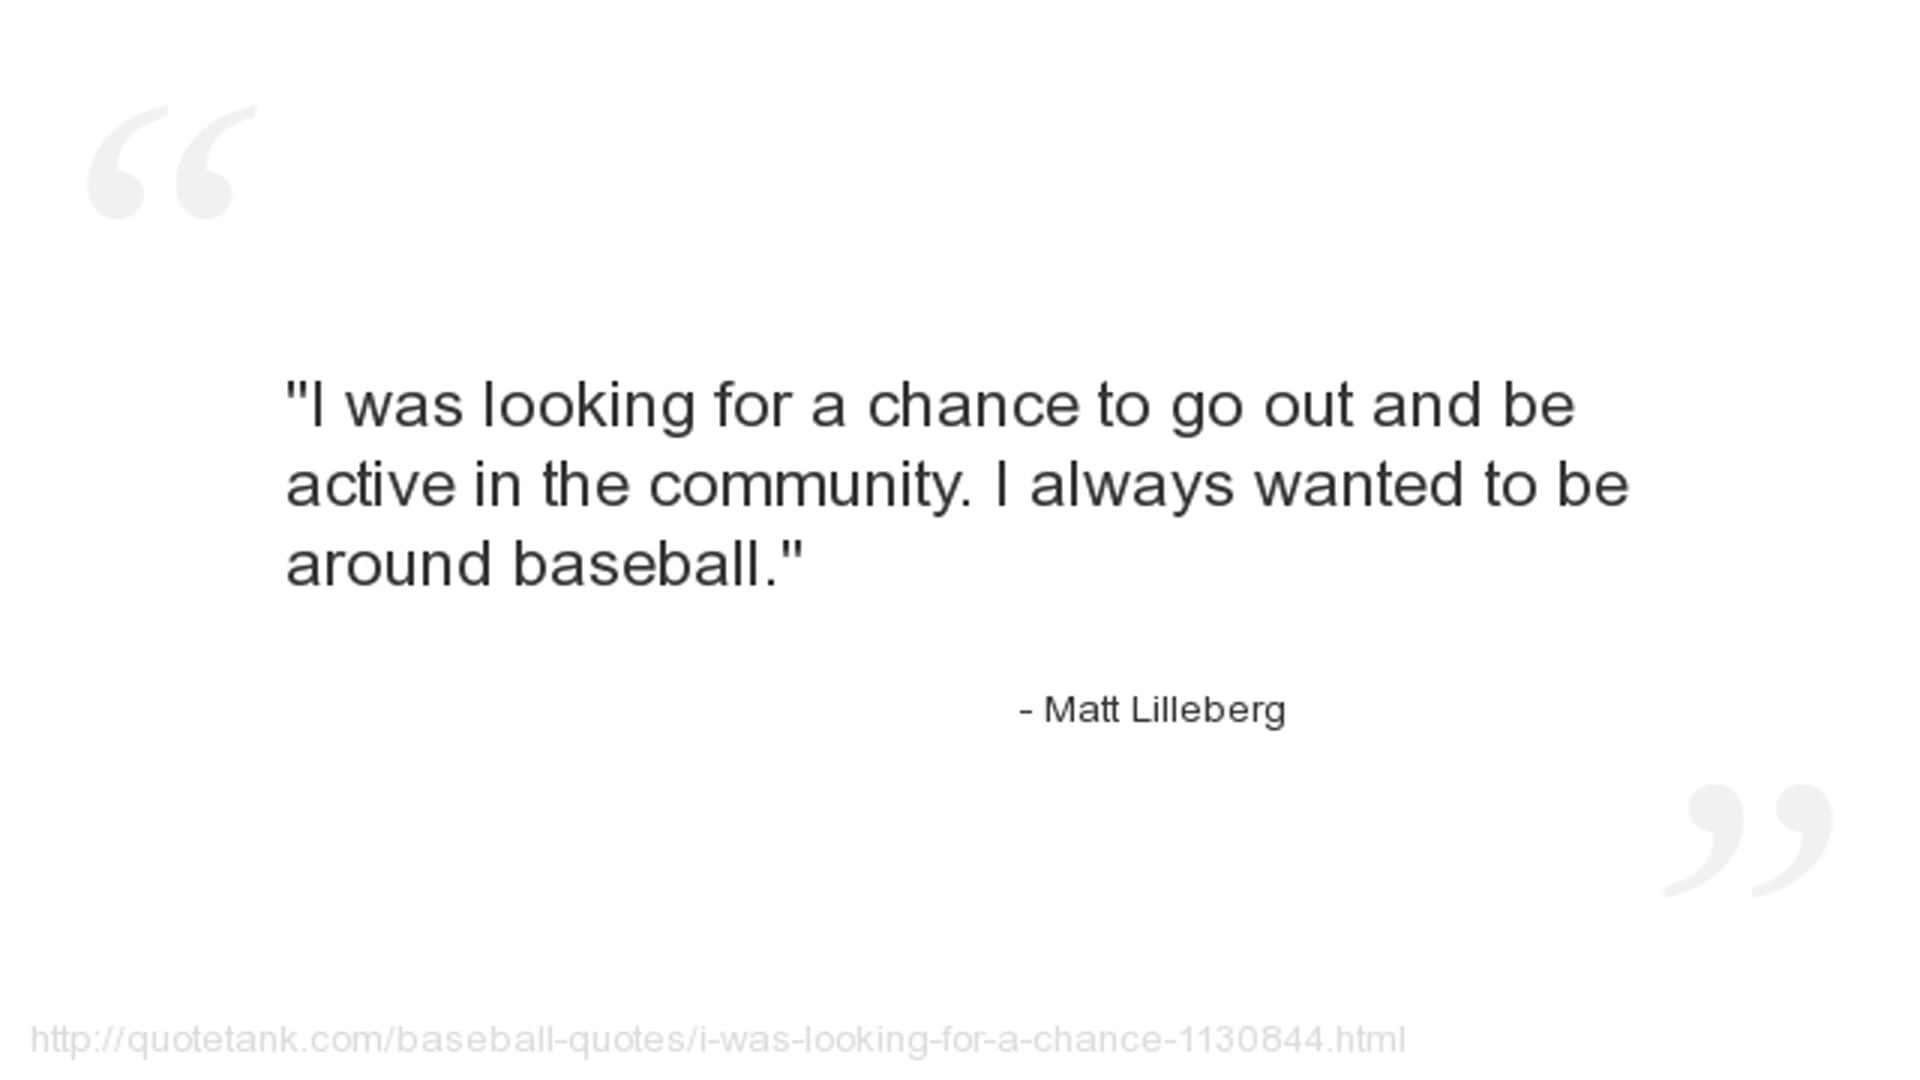 "I was looking for a chance to go out and be
active in the community. I always wanted to be
around baseball."
- Matt Lilleberg
http://quotetank.com/baseball-quotes/i-was-looking-for-a-chance-1130844.html